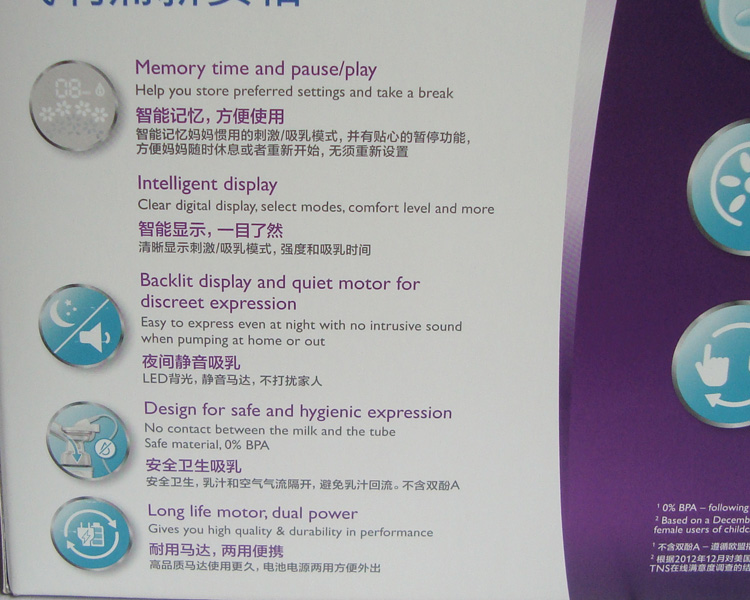 Memory time and pause/play
Help you store preferred settings and take a break
智能记忆，方便使用
智能记忆妈妈惯用的刺激/吸乳模式，并有贴心的暂停功能，
方便妈妈随时休息或者重新开始，无须重新设置
Intelligent display
Clear digital display, select modes, comfort level and more
智能显示，一目了然
清晰显示刺激/吸乳模式，强度和吸乳时间
Backlit display and quiet motor for
discreet expression
Easy to express even at night with no intrusive sound
when pumping at home or out
夜间静音吸乳
LED背光，静音马达，不打扰家人
Design for safe and hygienic expression
No contact between the milk and the tube
Safe material, 0% BPA
安全卫生吸乳
安全卫生，乳汁和空气气流隔开，避免乳汁回流。不含双酚A
Long life motor, dual power
Gives you high quality & durability in performance
耐用马达，两用便携
高品质马达使用更久，电池电源两用方便外出
¹ 0% BPA – following
² Based on a Decemb
female users of childc
¹ 不含双酚A – 遵循欧盟
² 根据2012年12月对美国
TNS在线满意度调查的结